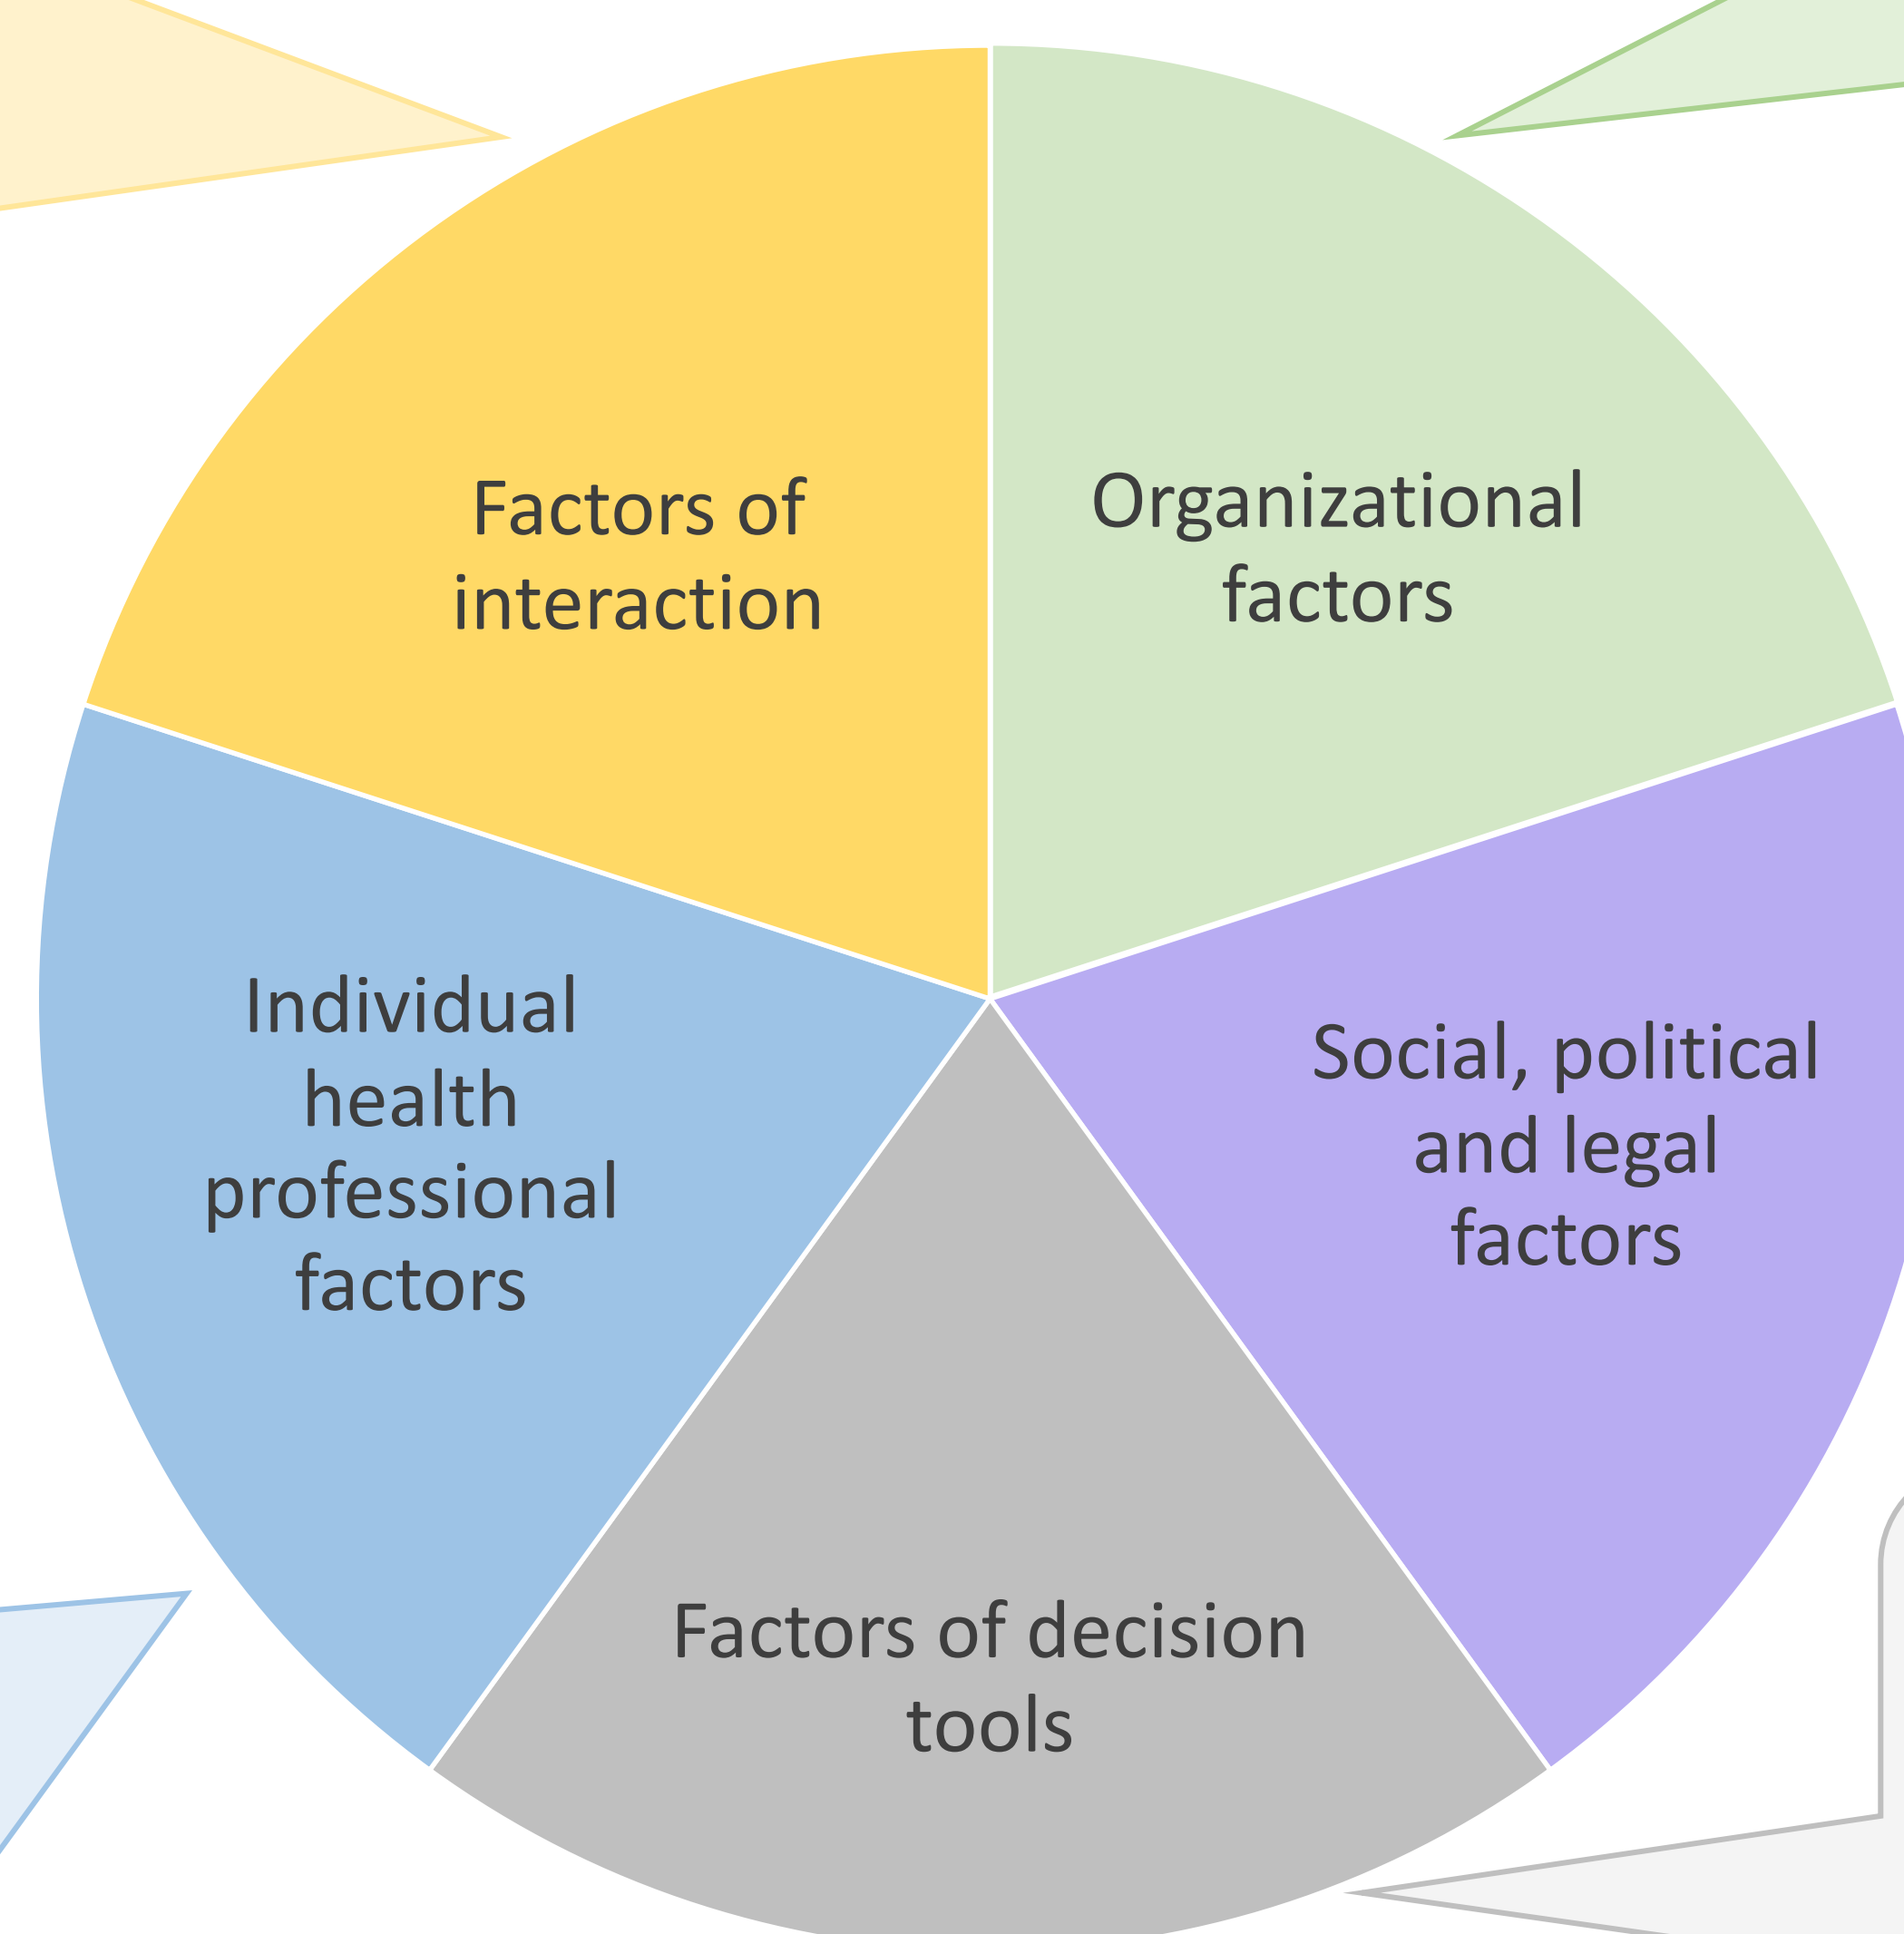 Factors of
interaction
Organizational
factors
Individual
health
professional
factors
Social, political
and legal
factors
Factors of decision
tools